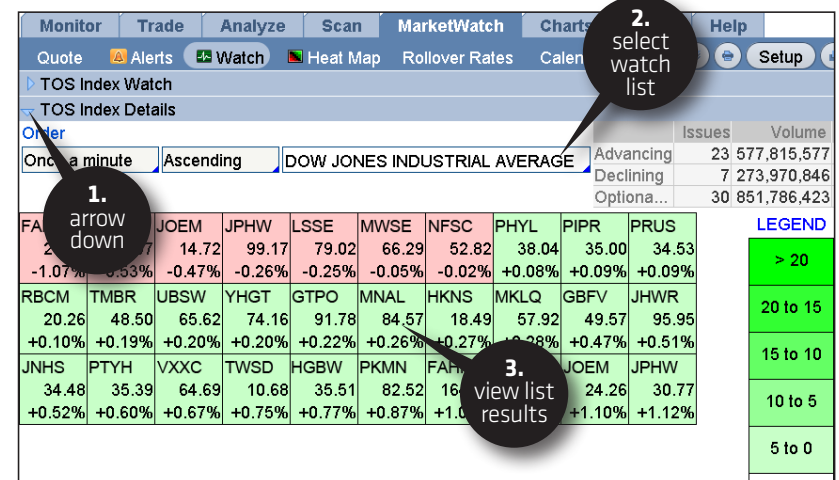 Monitor Trade Analyze Scan MarketWatch Charts Help
Quote Alerts Watch Heat Map Rollover Rates Calen Setup
TOS Index Watch
TOS Index Details
Order
Once a minute Ascending DOW JONES INDUSTRIAL AVERAGE
Issues Volume
Advancing 23 577,815,577
Declining 7 273,970,846
Optiona... 30 851,786,423
1.
arrow
down
2.
select
watch
list
3.
view list
results
JOEM JPHW LSSE MWSE NFSC PHYL PIPR PRUS
14.72 99.17 79.02 66.29 52.82 38.04 35.00 34.53
-1.07% -0.53% -0.47% -0.26% -0.25% -0.05% -0.02% +0.08% +0.09% +0.09%
RBCM TMBR UBSW YHGT GTPO MNAL HKNS MKLQ GBFV JHWR
20.26 48.50 65.62 74.16 91.78 84.57 18.49 57.92 49.57 95.95
+0.10% +0.19% +0.20% +0.20% +0.22% +0.26% +0.27% +0.28% +0.47% +0.51%
JNHS PTYH VXXC TWSD HGBW PKMN JOEM JPHW
34.48 35.39 64.69 10.68 35.51 82.52 24.26 30.77
+0.52% +0.60% +0.67% +0.75% +0.77% +0.87% +1.10% +1.12%
LEGEND
> 20
20 to 15
15 to 10
10 to 5
5 to 0